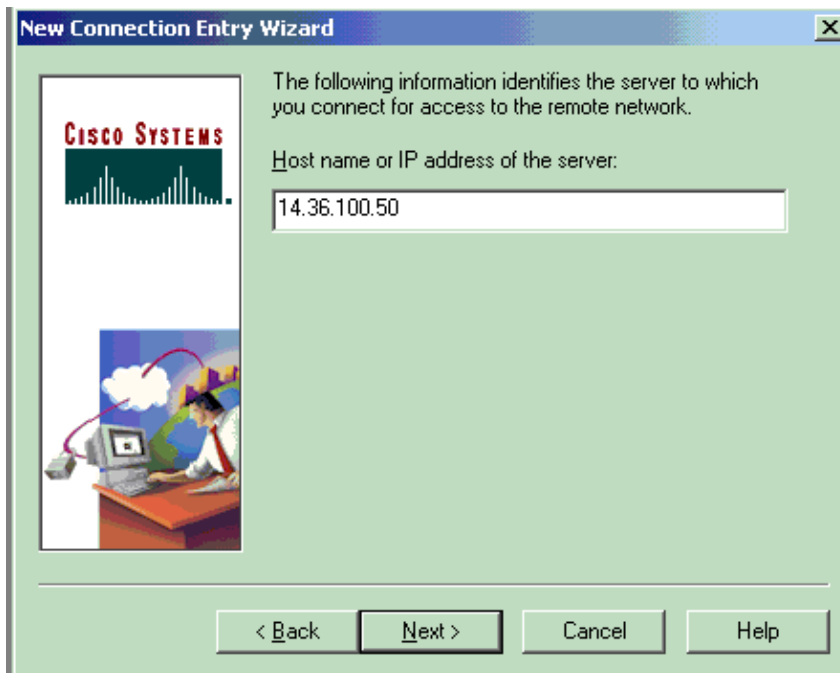 New Connection Entry Wizard
CISCO SYSTEMS
The following information identifies the server to which
you connect for access to the remote network.
Host name or IP address of the server:
14.36.100.50
< Back
Next >
Cancel
Help